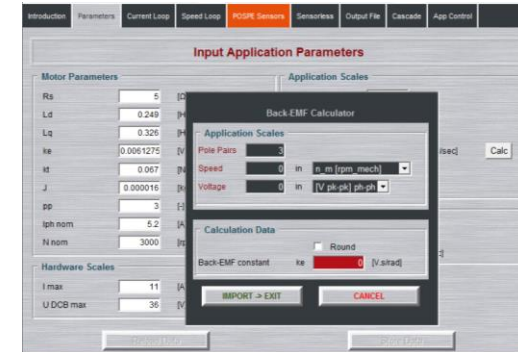 Introduction Parameters Current Loop Speed Loop POSPE Sensors Sensorless Output File Cascade App Control
Input Application Parameters
Motor Parameters
Application Scales
Rs 5
Ld 0.249
Lq 0.326
ke 0.0061275
kt 0.067
J 0.000016
pp 3
Iph nom 5.2
N nom 3000
Hardware Scales
I max 11
U DCB max 36
/sec] Calc
Back-EMF Calculator
Application Scales
Pole Pairs 3
Speed 0 in n_m [rpm_mech]
Voltage 0 in [V pk-pk] ph-ph
Calculation Data
Round
Back-EMF constant ke 0 [V.s/rad]
IMPORT -> EXIT CANCEL